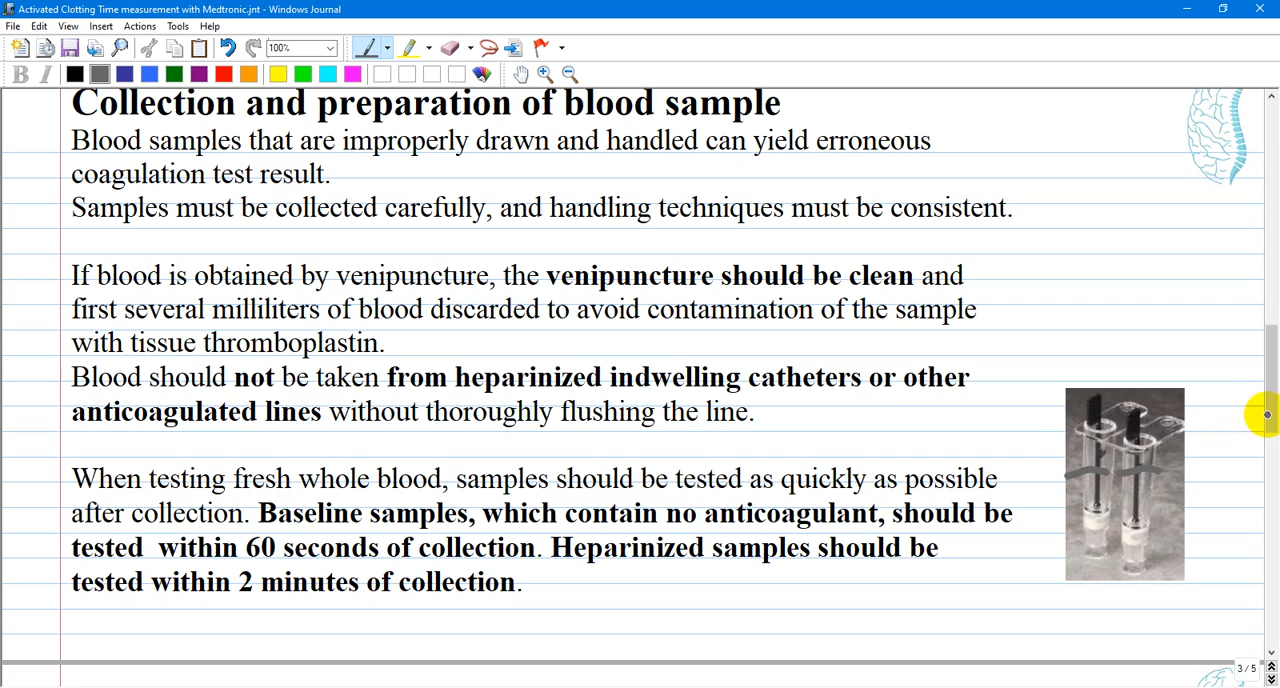 Activated Clotting Time measurement with Medtronic.jnt - Windows Journal
File Edit View Insert Actions Tools Help
100%
B I
Collection and preparation of blood sample
Blood samples that are improperly drawn and handled can yield erroneous
coagulation test result.
Samples must be collected carefully, and handling techniques must be consistent.
If blood is obtained by venipuncture, the venipuncture should be clean and
first several milliliters of blood discarded to avoid contamination of the sample
with tissue thromboplastin.
Blood should not be taken from heparinized indwelling catheters or other
anticoagulated lines without thoroughly flushing the line.
When testing fresh whole blood, samples should be tested as quickly as possible
after collection. Baseline samples, which contain no anticoagulant, should be
tested within 60 seconds of collection. Heparinized samples should be
tested within 2 minutes of collection.
3 / 5